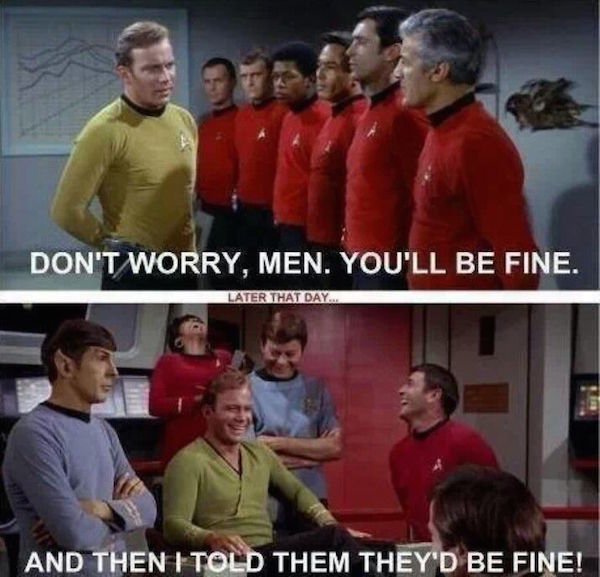 DON'T WORRY, MEN. YOU'LL BE FINE.
LATER THAT DAY...
AND THEN I TOLD THEM THEY'D BE FINE!